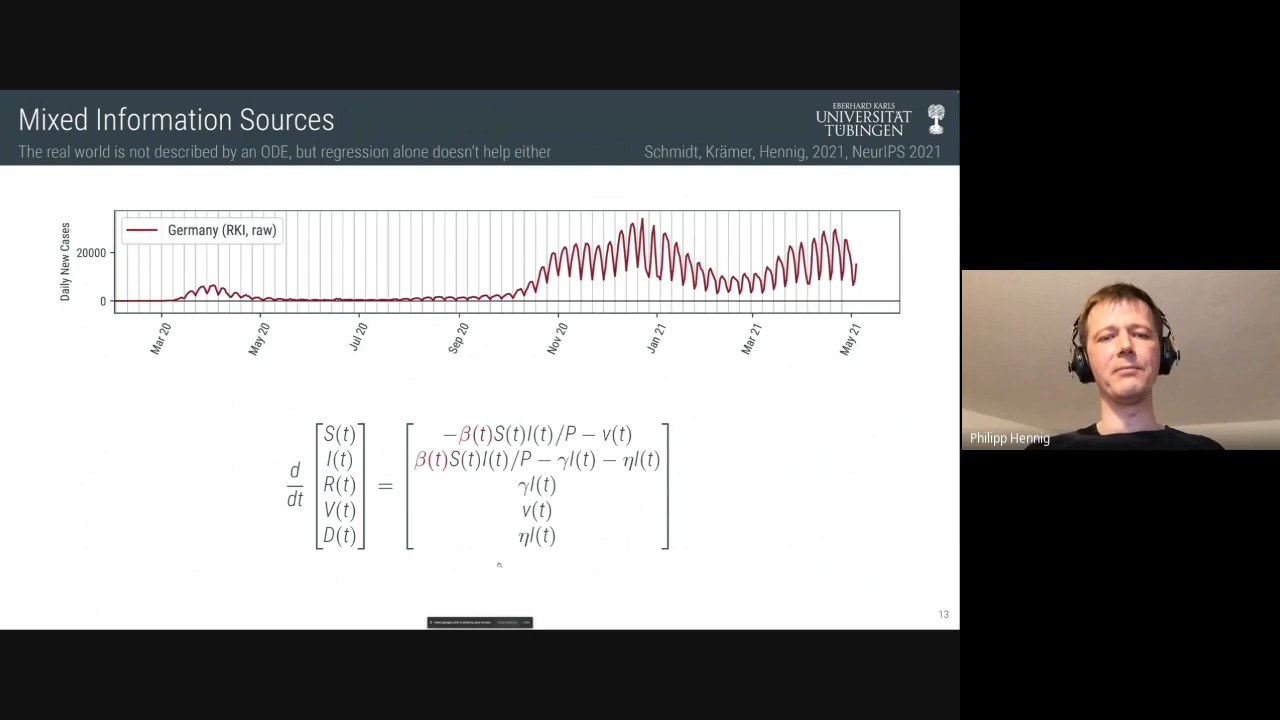 Mixed Information Sources
EBERHARD KARLS
UNIVERSITÄT
TÜBINGEN
The real world is not described by an ODE, but regression alone doesn't help either
Schmidt, Krämer, Hennig, 2021, NeurIPS 2021
Germany (RKI, raw)
Daily New Cases
20000
0
Mar 20
May 20
Jul 20
Sep 20
Nov 20
Jan 21
Mar 21
May 21
d/dt [S(t) I(t) R(t) V(t) D(t)] =
−β(t)S(t)I(t)/P − v(t)
β(t)S(t)I(t)/P − γI(t) − ηI(t)
γI(t)
v(t)
ηI(t)
13
Philipp Hennig